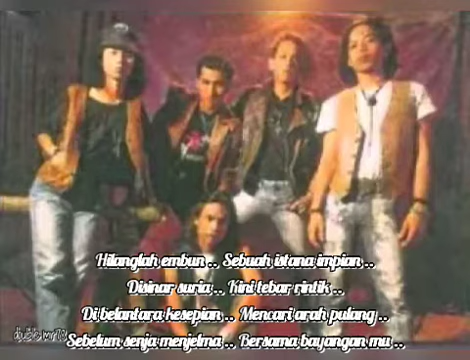 Hilanglah embun .. Sebuah istana impian ..
Disinar suria .. Kini tebar rintik ..
Di belantara kesepian .. Mencari arah pulang ..
Sebelum senja menjelma .. Bersama bayangan mu ..